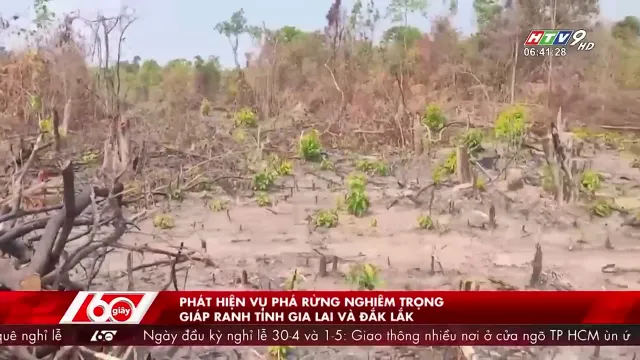 HTV9 HD
06:41:28
PHÁT HIỆN VỤ PHÁ RỪNG NGHIÊM TRỌNG
GIÁP RANH TỈNH GIA LAI VÀ ĐẮK LẮK
60 giây
quê nghỉ lễ
Ngày đầu kỳ nghỉ lễ 30-4 và 1-5: Giao thông nhiều nơi ở cửa ngõ TP HCM ùn ứ